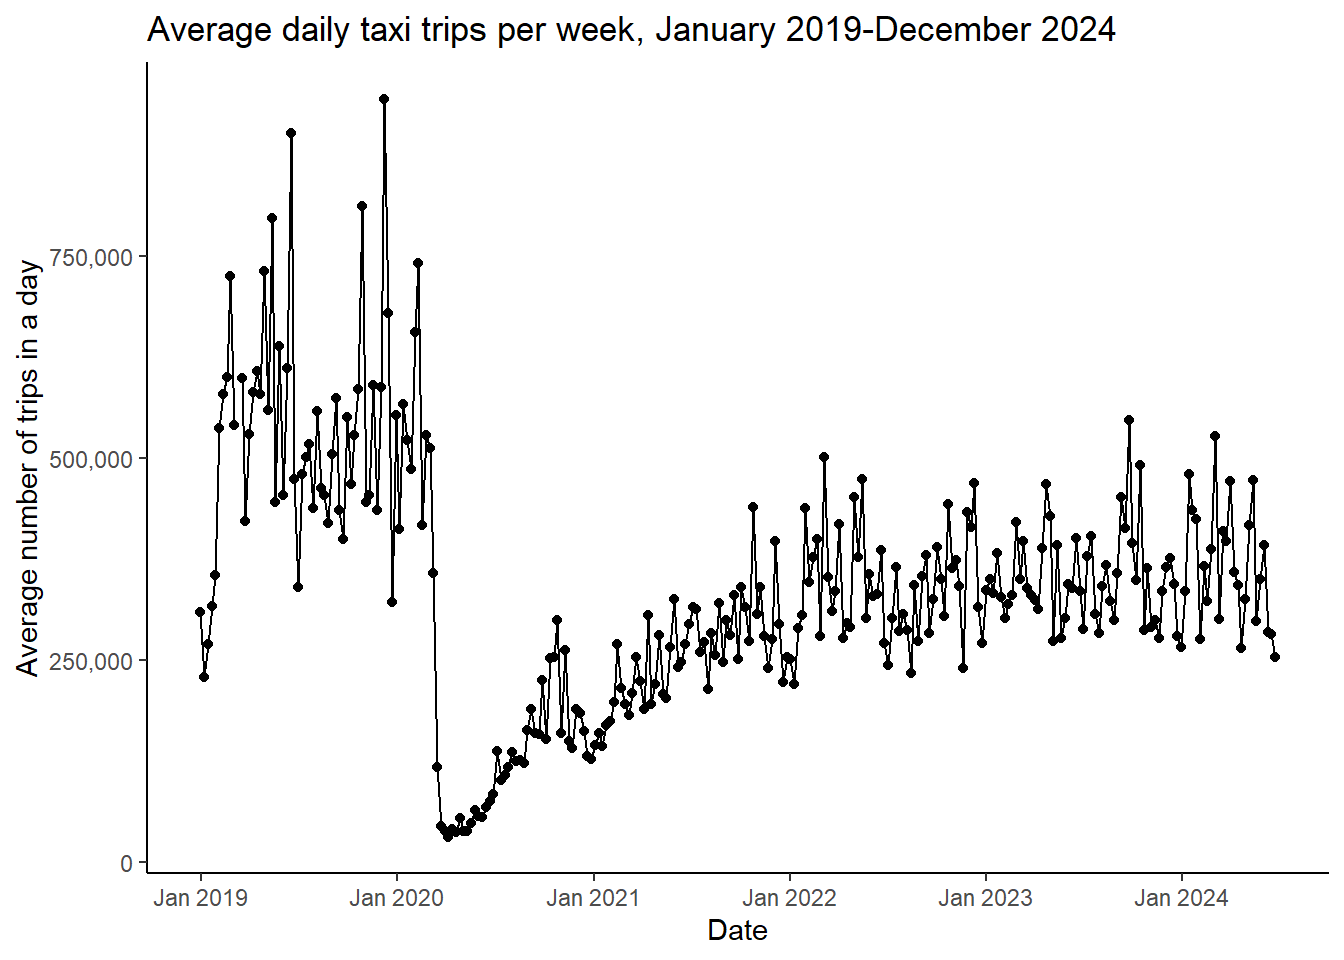 Average daily taxi trips per week, January 2019-December 2024
Average number of trips in a day
750,000
500,000
250,000
0
Jan 2019 Jan 2020 Jan 2021 Jan 2022 Jan 2023 Jan 2024
Date